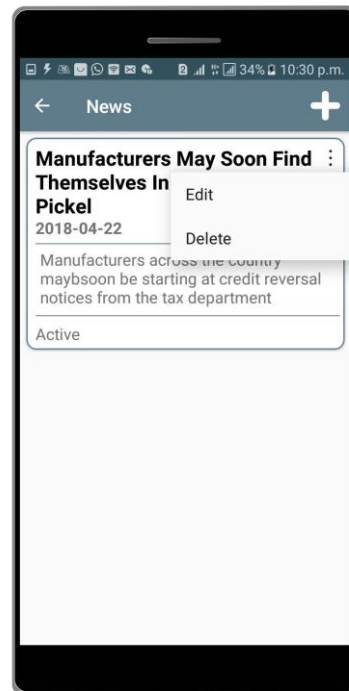 34% 10:30 p.m.
News
Manufacturers May Soon Find
Themselves In
Pickel
2018-04-22
Edit
Delete
Manufacturers across the country
maybsoon be starting at credit reversal
notices from the tax department
Active